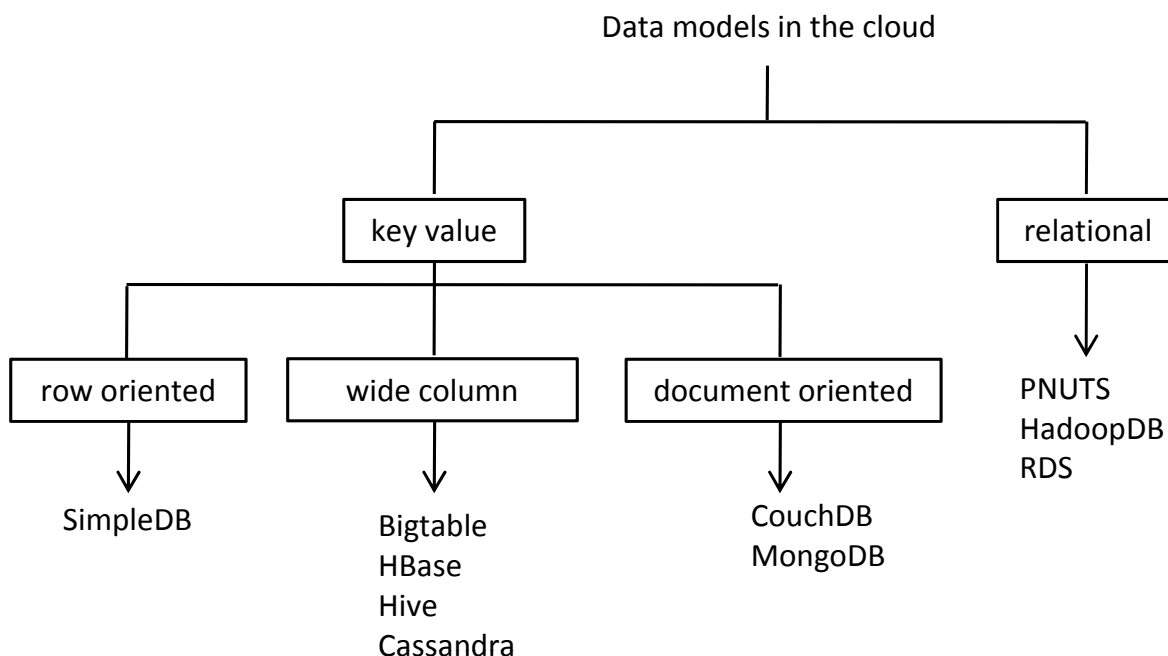 Data models in the cloud
key value
relational
row oriented
wide column
document oriented
PNUTS
HadoopDB
RDS
SimpleDB
Bigtable
HBase
Hive
Cassandra
CouchDB
MongoDB